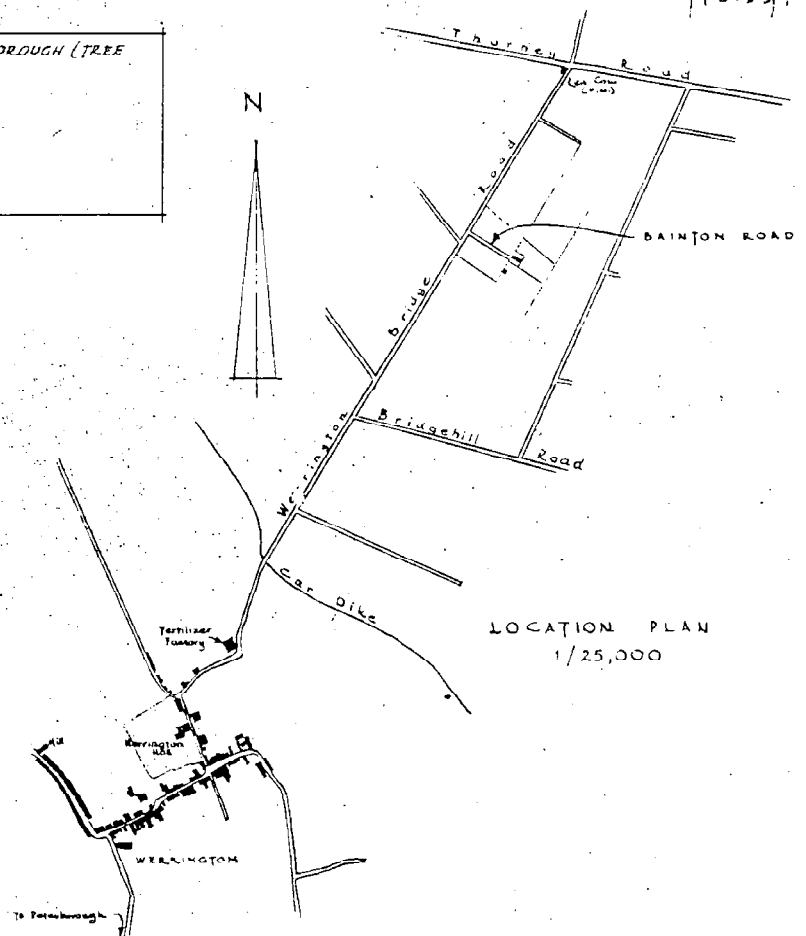 BOROUGH (TREE
N
Thorney Road
BAINTON ROAD
Werrington Bridge Road
Bridgehill Road
Car Dike
LOCATION PLAN
1/25,000
Fertilizer
Factory
Werrington
Mill
WERRINGTON
To Peterborough